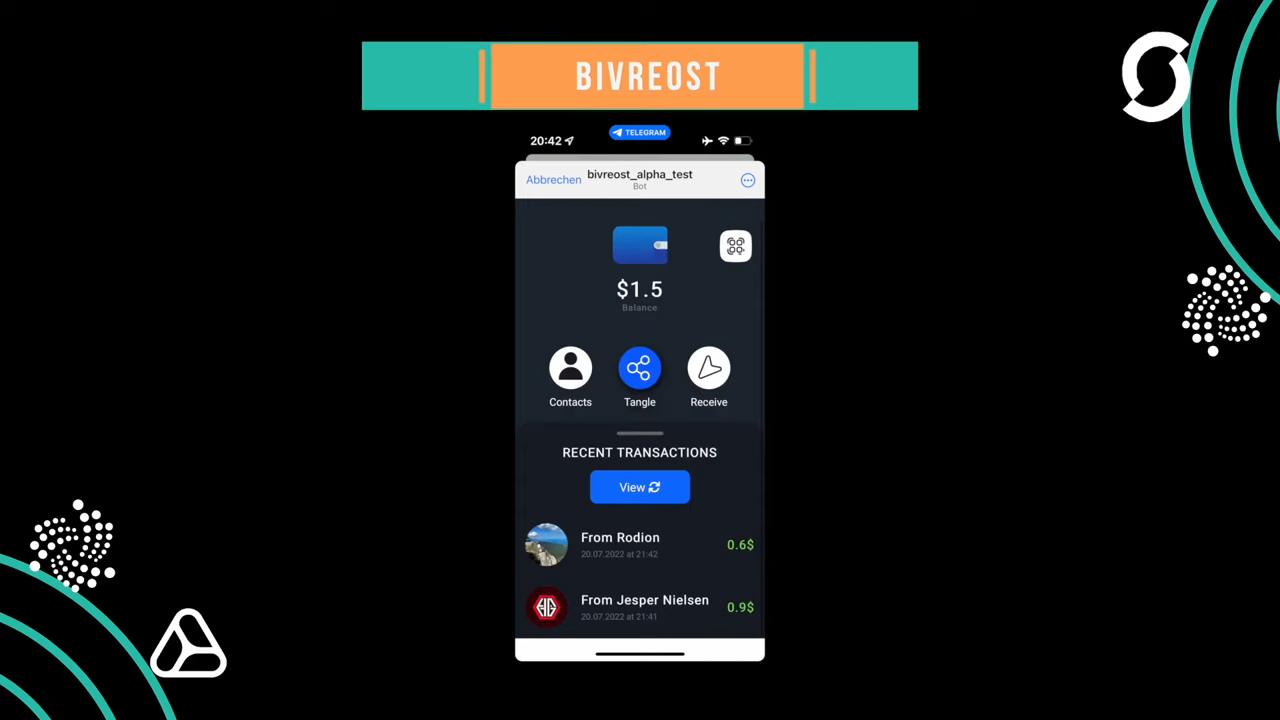 BIVREOST
20:42
TELEGRAM
Abbrechen
bivreost_alpha_test
Bot
$1.5
Balance
Contacts
Tangle
Receive
RECENT TRANSACTIONS
View
From Rodion
20.07.2022 at 21:42
0.6$
From Jesper Nielsen
20.07.2022 at 21:41
0.9$